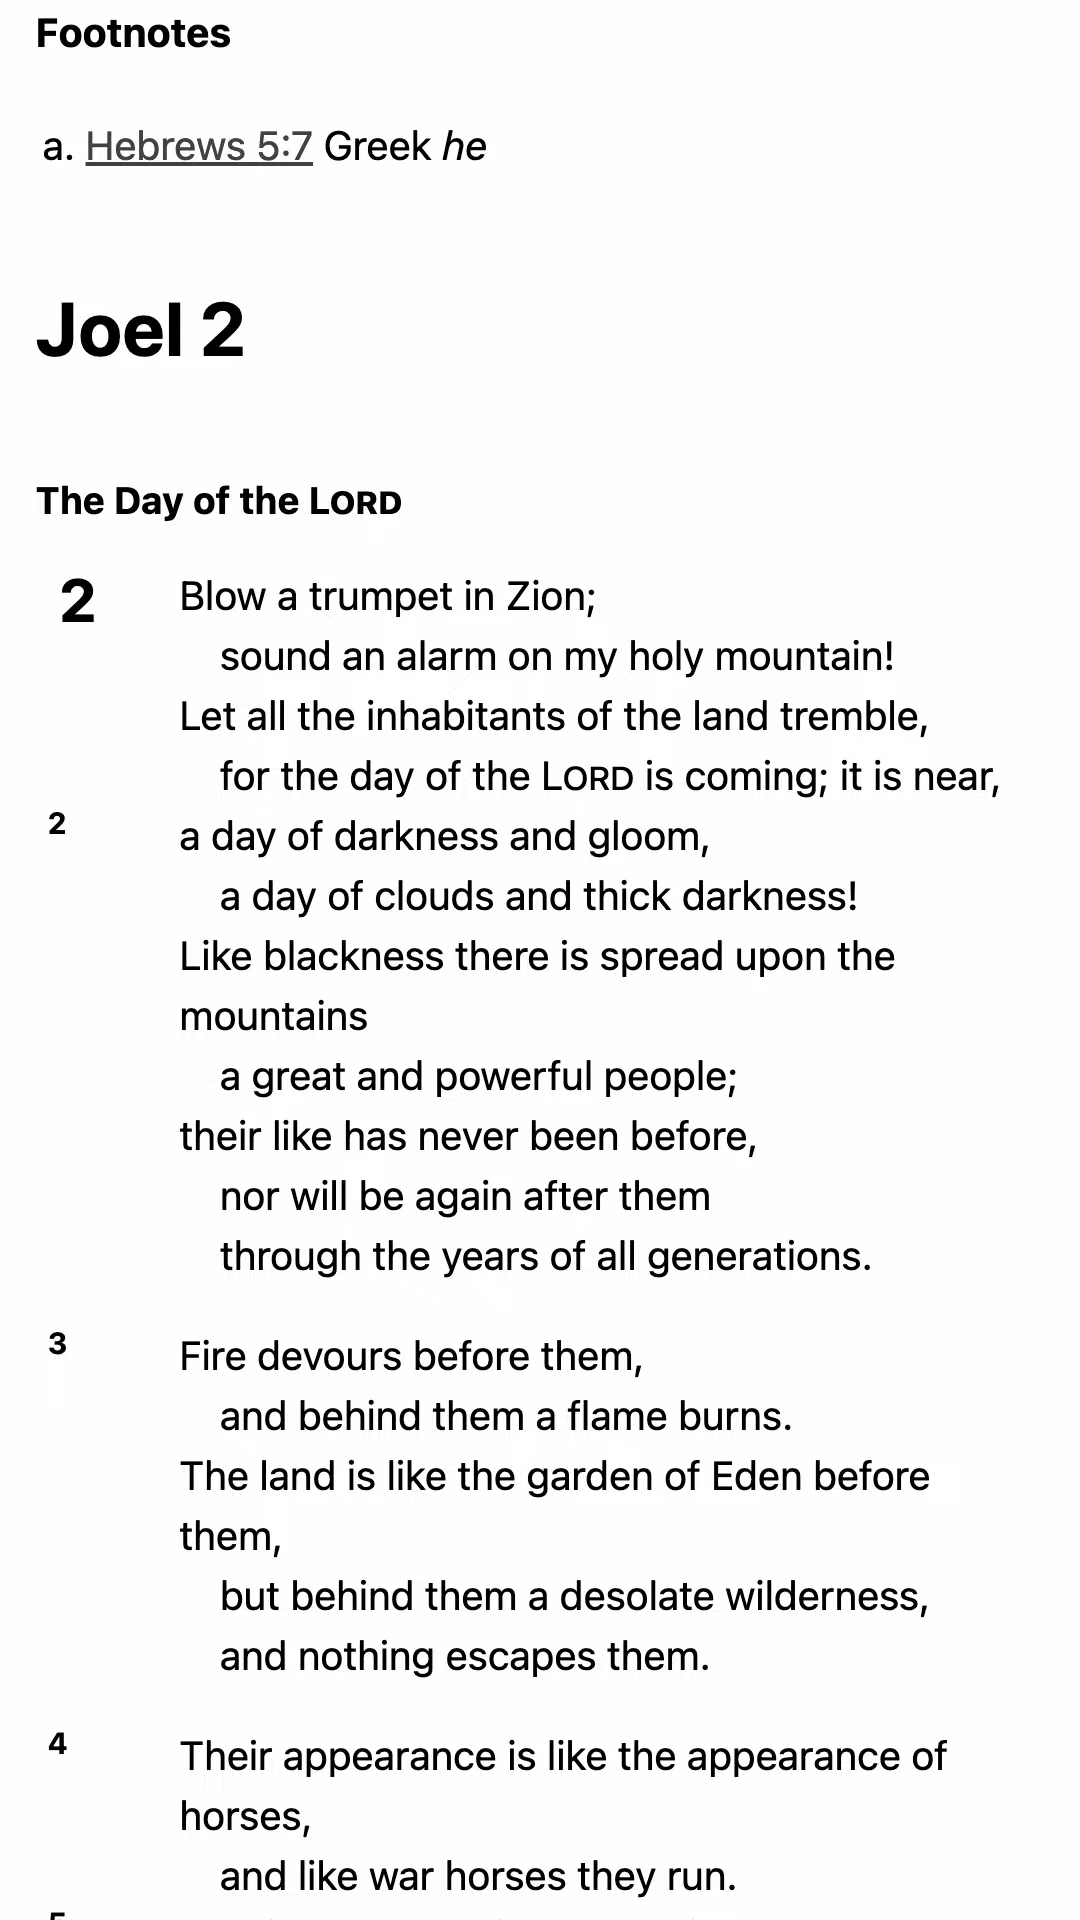 Footnotes
a. Hebrews 5:7 Greek he
Joel 2
The Day of the LORD
2 Blow a trumpet in Zion;
sound an alarm on my holy mountain!
Let all the inhabitants of the land tremble,
for the day of the LORD is coming; it is near,
2 a day of darkness and gloom,
a day of clouds and thick darkness!
Like blackness there is spread upon the
mountains
a great and powerful people;
their like has never been before,
nor will be again after them
through the years of all generations.
3 Fire devours before them,
and behind them a flame burns.
The land is like the garden of Eden before
them,
but behind them a desolate wilderness,
and nothing escapes them.
4 Their appearance is like the appearance of
horses,
and like war horses they run.